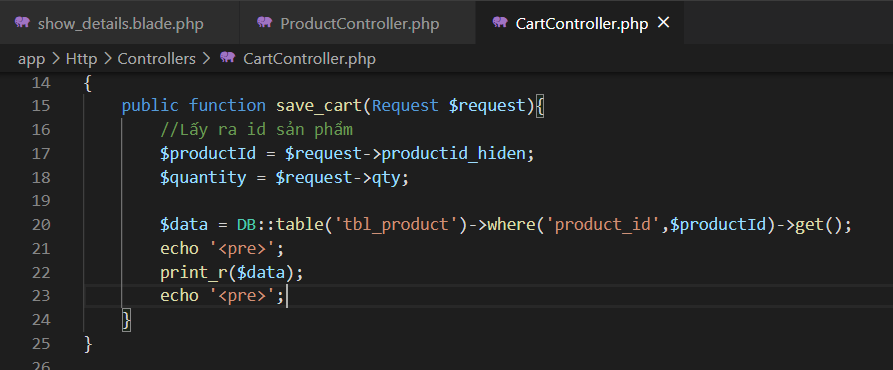 show_details.blade.php ProductController.php CartController.php ×
app > Http > Controllers > CartController.php
14 {
15 public function save_cart(Request $request){
16 //Lấy ra id sản phẩm
17 $productId = $request->productid_hiden;
18 $quantity = $request->qty;
19
20 $data = DB::table('tbl_product')->where('product_id',$productId)->get();
21 echo '<pre>';
22 print_r($data);
23 echo '<pre>';
24 }
25 }
26